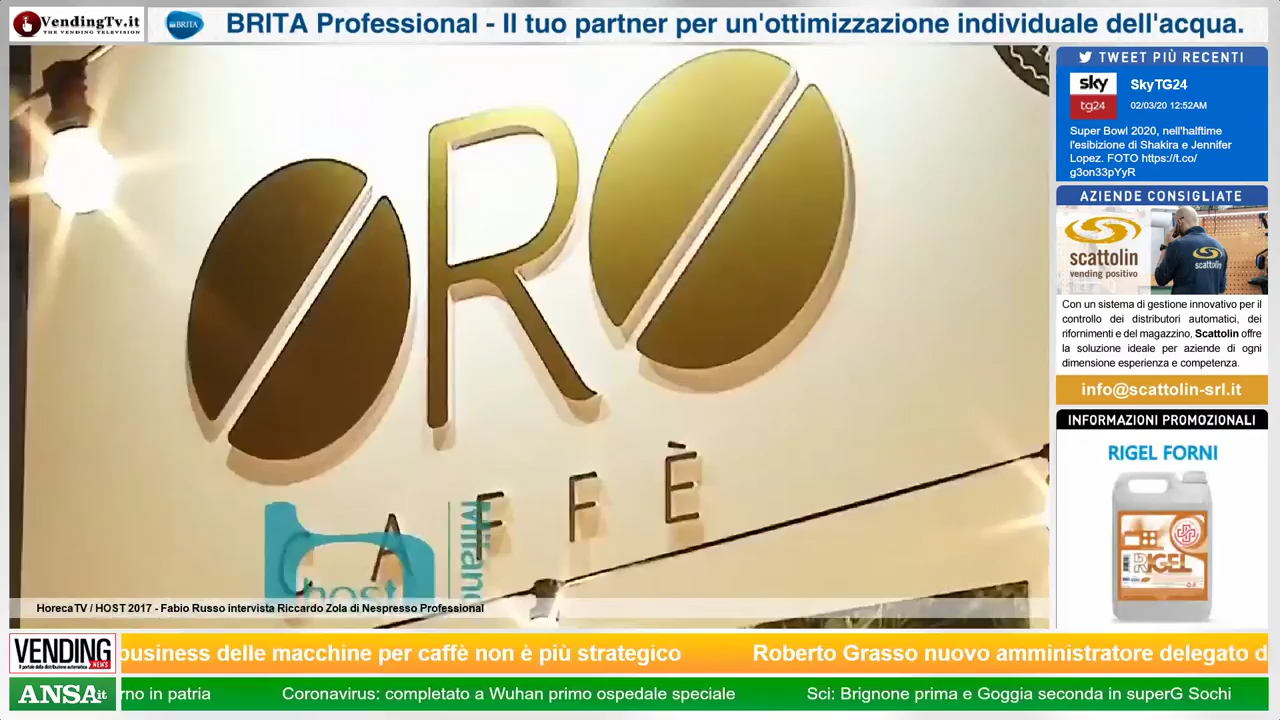 VendingTv.it
THE VENDING TELEVISION
BRITA
BRITA Professional - Il tuo partner per un'ottimizzazione individuale dell'acqua.
ORO
CAFFÈ
host
Milano
HorecaTV / HOST 2017 - Fabio Russo intervista Riccardo Zola di Nespresso Professional
TWEET PIÙ RECENTI
sky
tg24
SkyTG24
02/03/20 12:52AM
Super Bowl 2020, nell'halftime
l'esibizione di Shakira e Jennifer
Lopez. FOTO https://t.co/
g3on33pYyR
AZIENDE CONSIGLIATE
scattolin
vending positivo
scattolin
Con un sistema di gestione innovativo per il
controllo dei distributori automatici, dei
rifornimenti e del magazzino, Scattolin offre
la soluzione ideale per aziende di ogni
dimensione esperienza e competenza.
info@scattolin-srl.it
INFORMAZIONI PROMOZIONALI
RIGEL FORNI
RIGEL
VENDING
NEWS
Il portale della distribuzione automatica
business delle macchine per caffè non è più strategico
Roberto Grasso nuovo amministratore delegato d
ANSA.it
rno in patria
Coronavirus: completato a Wuhan primo ospedale speciale
Sci: Brignone prima e Goggia seconda in superG Sochi